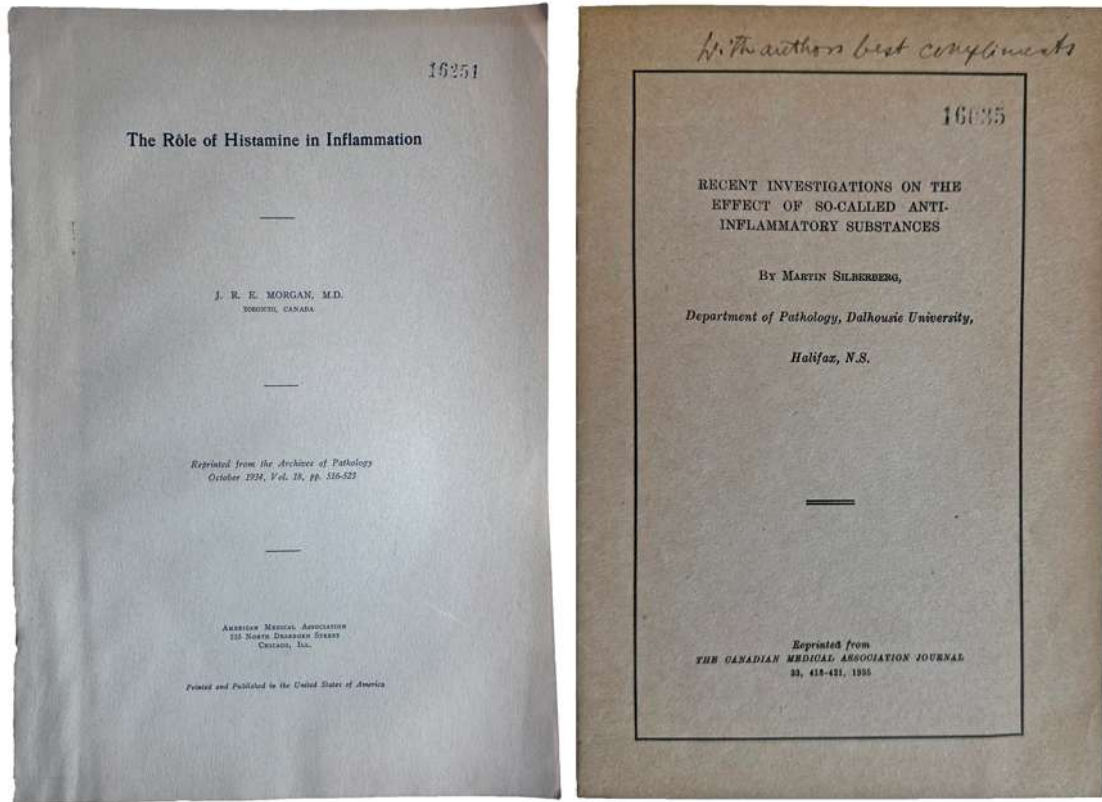 16251
The Rôle of Histamine in Inflammation
J. R. E. MORGAN, M.D.
TORONTO, CANADA
Reprinted from the Archives of Pathology
October 1934, Vol. 18, pp. 516-523
AMERICAN MEDICAL ASSOCIATION
535 NORTH DEARBORN STREET
CHICAGO, ILL.
Printed and Published in the United States of America
With authors best compliments
16035
RECENT INVESTIGATIONS ON THE
EFFECT OF SO-CALLED ANTI-
INFLAMMATORY SUBSTANCES
BY MARTIN SILBERBERG,
Department of Pathology, Dalhousie University,
Halifax, N.S.
Reprinted from
THE CANADIAN MEDICAL ASSOCIATION JOURNAL
33, 418-421, 1935